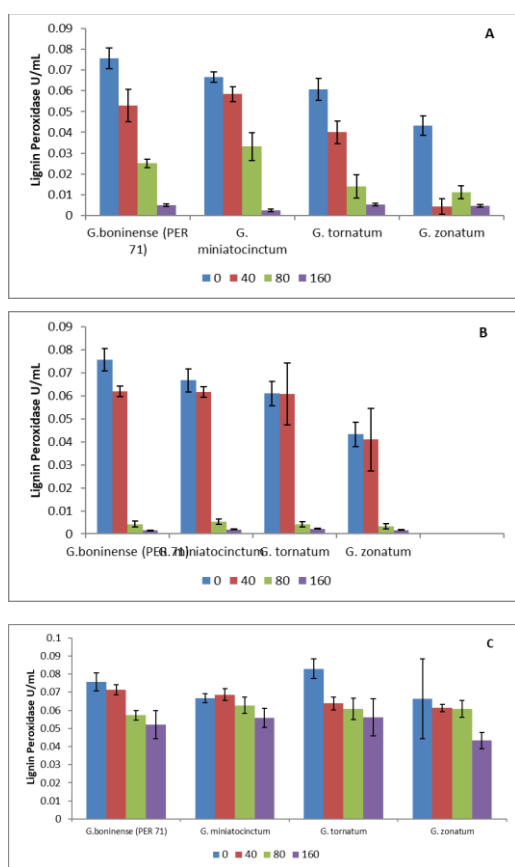 A
Lignin Peroxidase U/mL
0.09
0.08
0.07
0.06
0.05
0.04
0.03
0.02
0.01
0
G.boninense (PER 71)
G. miniatocinctum
G. tornatum
G. zonatum
0 40 80 160
B
Lignin Peroxidase U/mL
0.09
0.08
0.07
0.06
0.05
0.04
0.03
0.02
0.01
0
G.boninense (PER 71)
G. miniatocinctum
G. tornatum
G. zonatum
0 40 80 160
C
Lignin Peroxidase U/mL
0.1
0.09
0.08
0.07
0.06
0.05
0.04
0.03
0.02
0.01
0
G.boninense (PER 71)
G. miniatocinctum
G. tornatum
G. zonatum
0 40 80 160